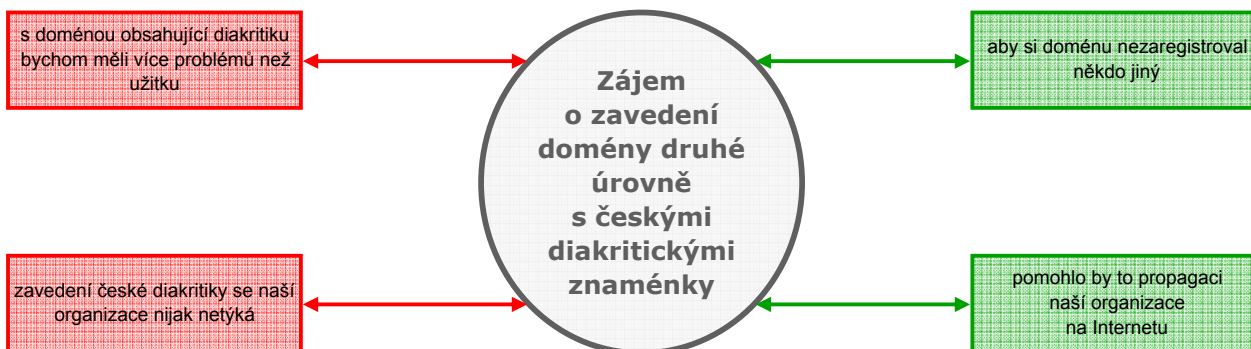 s doménou obsahující diakritiku
bychom měli více problémů než
užitku
aby si doménu nezaregistroval
někdo jiný
Zájem
o zavedení
domény druhé
úrovně
s českými
diakritickými
znaménky
zavedení české diakritiky se naší
organizace nijak netýká
pomohlo by to propagaci
naší organizace
na Internetu